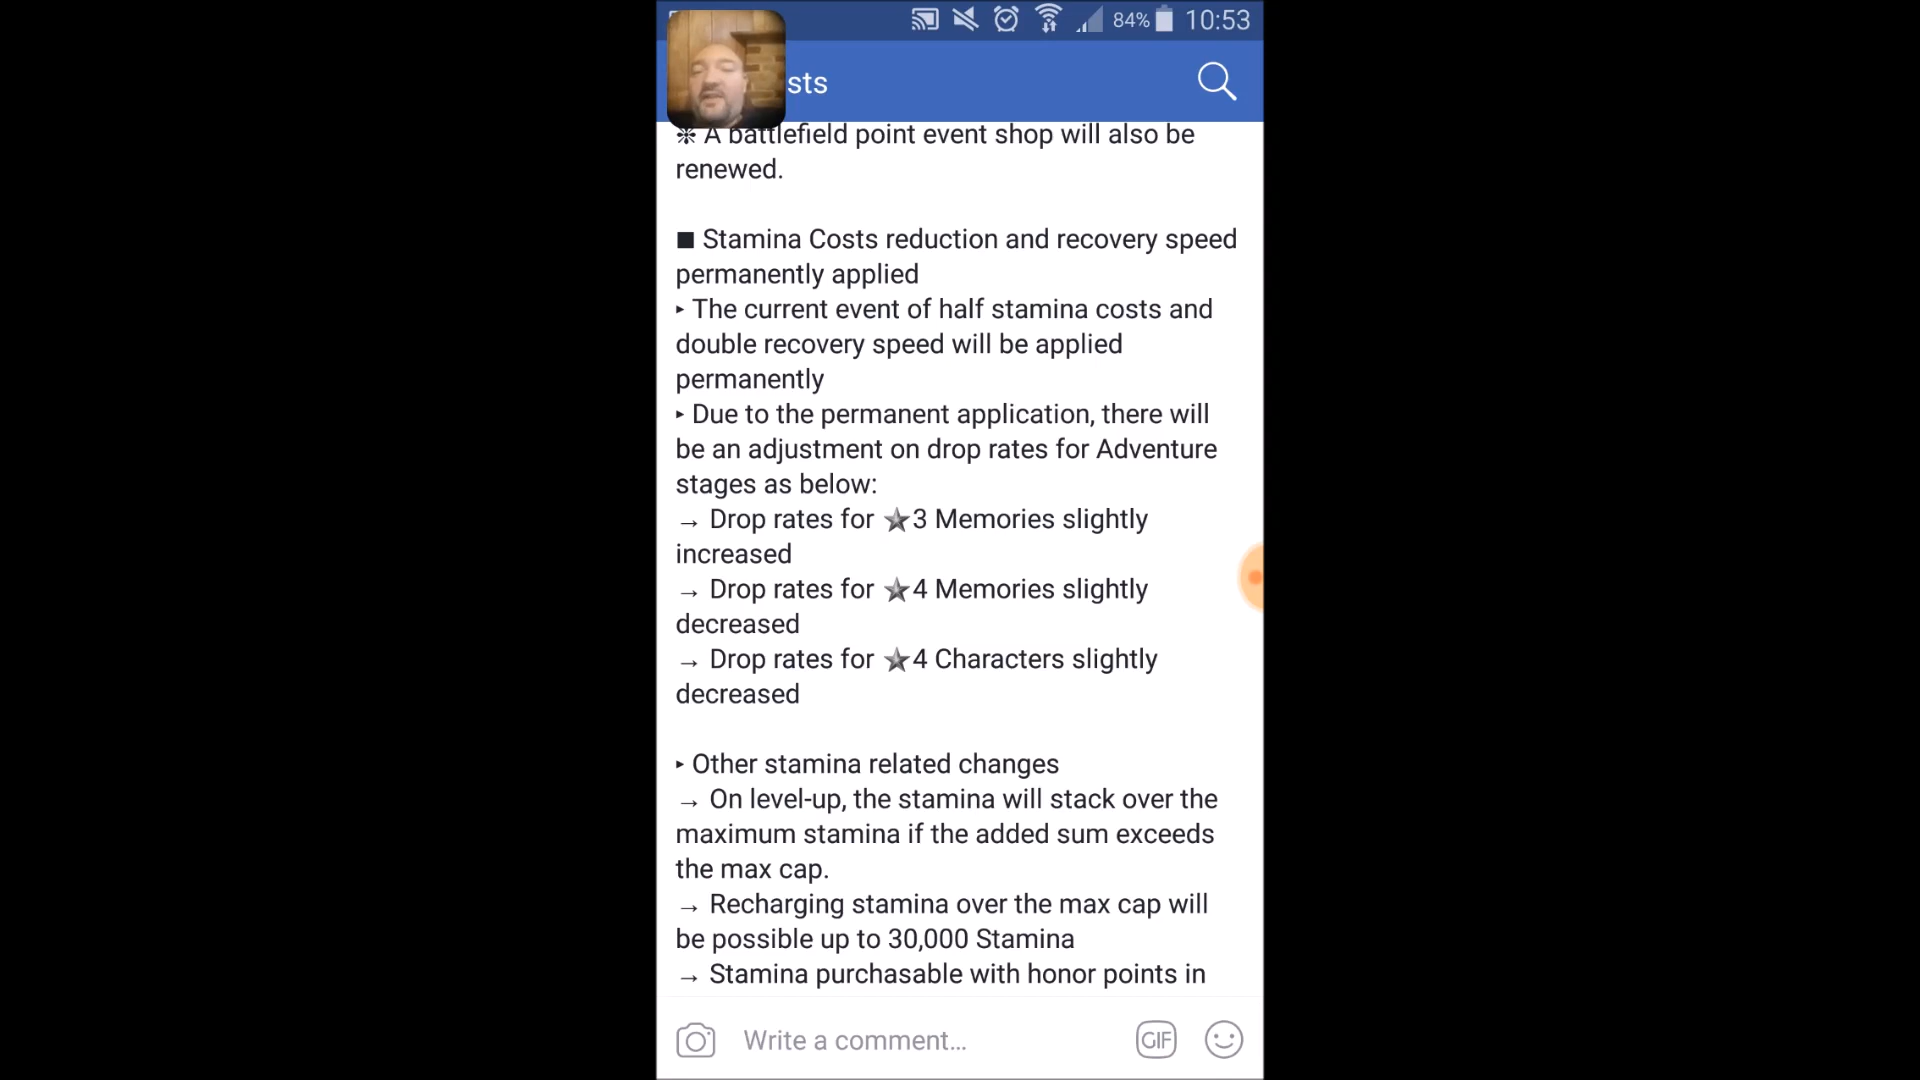 84% 10:53
sts
❇ A battlefield point event shop will also be
renewed.
■ Stamina Costs reduction and recovery speed
permanently applied
‣ The current event of half stamina costs and
double recovery speed will be applied
permanently
‣ Due to the permanent application, there will
be an adjustment on drop rates for Adventure
stages as below:
→ Drop rates for ★3 Memories slightly
increased
→ Drop rates for ★4 Memories slightly
decreased
→ Drop rates for ★4 Characters slightly
decreased
‣ Other stamina related changes
→ On level-up, the stamina will stack over the
maximum stamina if the added sum exceeds
the max cap.
→ Recharging stamina over the max cap will
be possible up to 30,000 Stamina
→ Stamina purchasable with honor points in
Write a comment... GIF